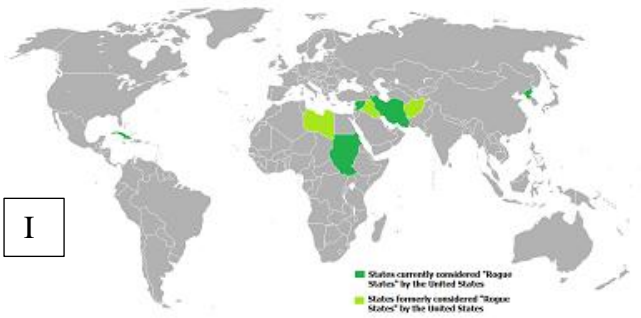 I
States currently considered "Rogue
States" by the United States
States formerly considered "Rogue
States" by the United States